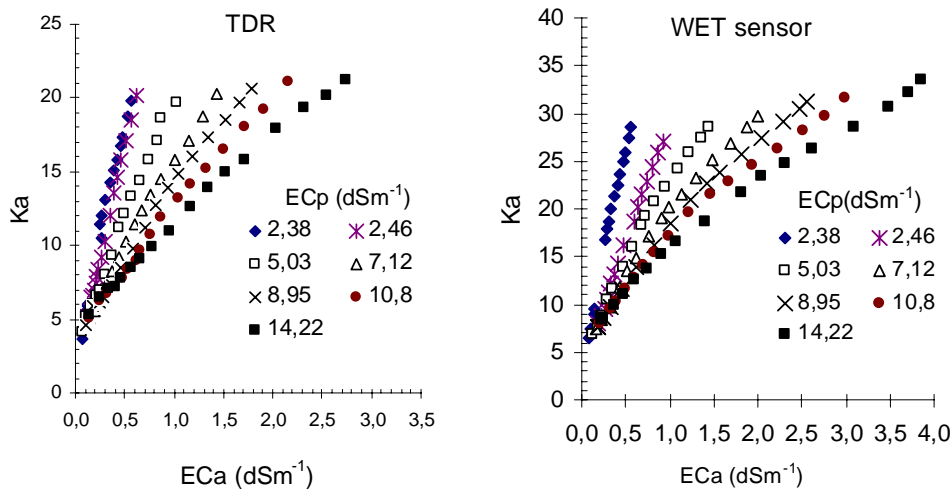 TDR
Ka
25
20
15
10
5
0
0,0 0,5 1,0 1,5 2,0 2,5 3,0 3,5
ECa (dSm⁻¹)
ECp (dSm⁻¹)
2,38 2,46
5,03 7,12
8,95 10,8
14,22
WET sensor
Ka
40
35
30
25
20
15
10
5
0
0,0 0,5 1,0 1,5 2,0 2,5 3,0 3,5 4,0
ECa (dSm⁻¹)
ECp(dSm⁻¹)
2,38 2,46
5,03 7,12
8,95 10,8
14,22